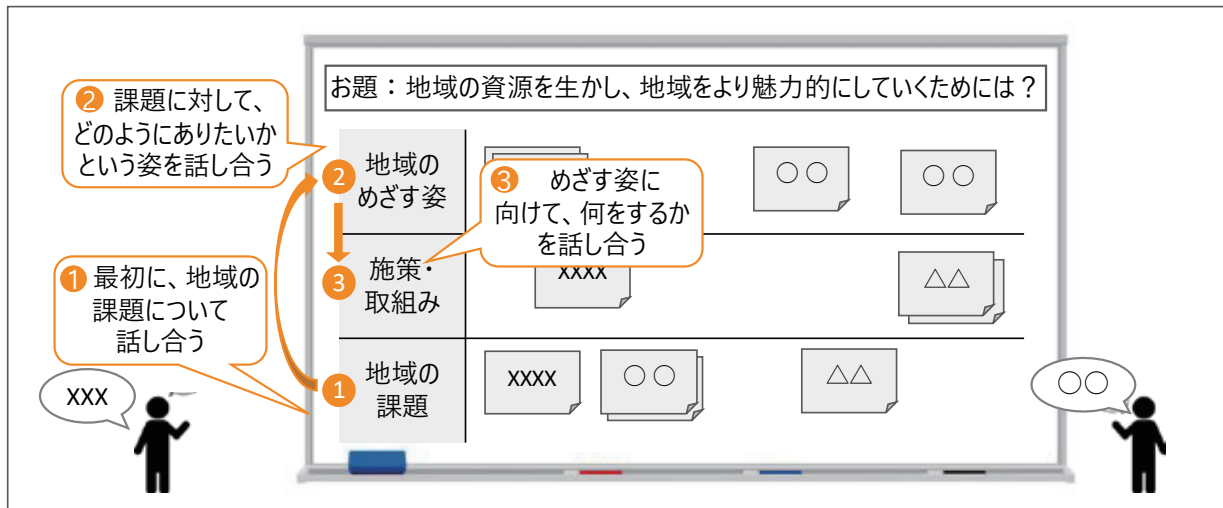 お題：地域の資源を生かし、地域をより魅力的にしていくためには？
❷ 課題に対して、
どのようにありたいか
という姿を話し合う
❷ 地域の
めざす姿
○○
○○
❸ めざす姿に
向けて、何をするか
を話し合う
❸ 施策・
取組み
XXXX
△△
❶ 最初に、地域の
課題について
話し合う
❶ 地域の
課題
XXXX
○○
△△
XXX
○○